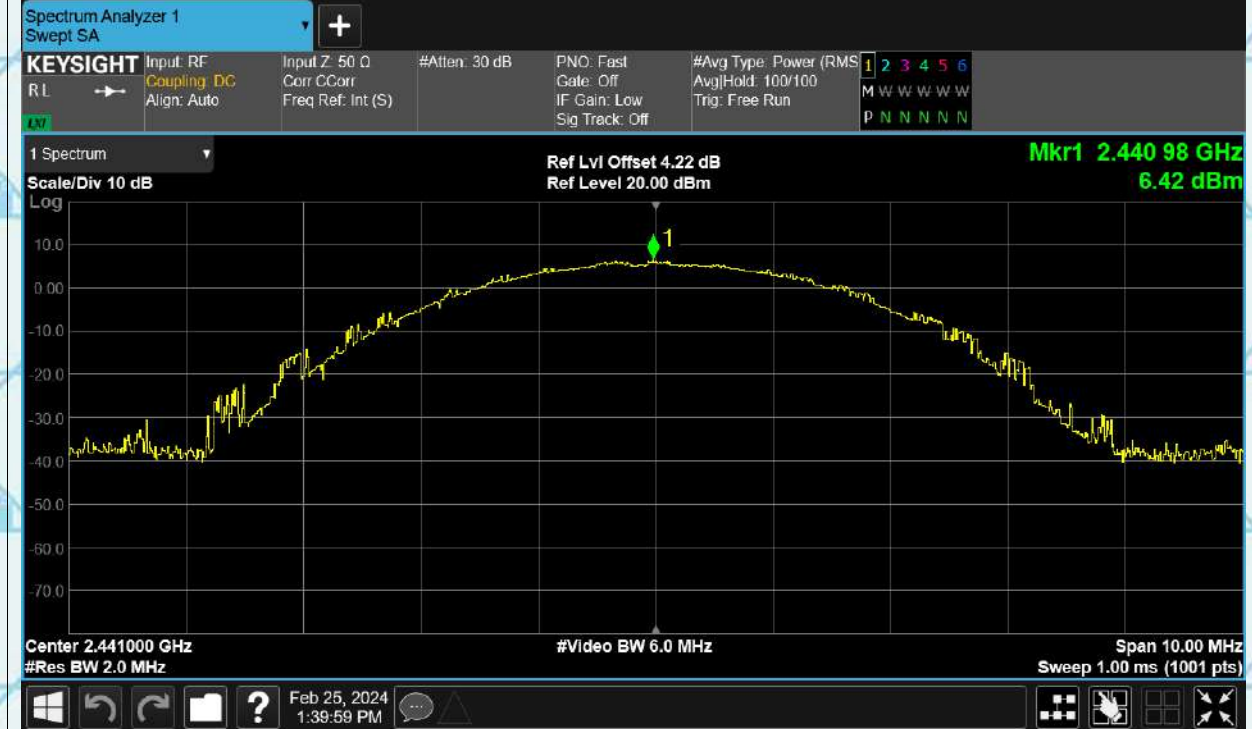 Spectrum Analyzer 1
Swept SA
KEYSIGHT
RL
LXI
Input: RF
Coupling: DC
Align: Auto
Input Z: 50 Ω
Corr CCorr
Freq Ref: Int (S)
#Atten: 30 dB
PNO: Fast
Gate: Off
IF Gain: Low
Sig Track: Off
#Avg Type: Power (RMS
Avg|Hold: 100/100
Trig: Free Run
1 2 3 4 5 6
M W W W W W
P N N N N N
1 Spectrum
Scale/Div 10 dB
Log
Ref Lvl Offset 4.22 dB
Ref Level 20.00 dBm
Mkr1 2.440 98 GHz
6.42 dBm
1
10.0
0.00
-10.0
-20.0
-30.0
-40.0
-50.0
-60.0
-70.0
Center 2.441000 GHz
#Res BW 2.0 MHz
#Video BW 6.0 MHz
Span 10.00 MHz
Sweep 1.00 ms (1001 pts)
?
Feb 25, 2024
1:39:59 PM